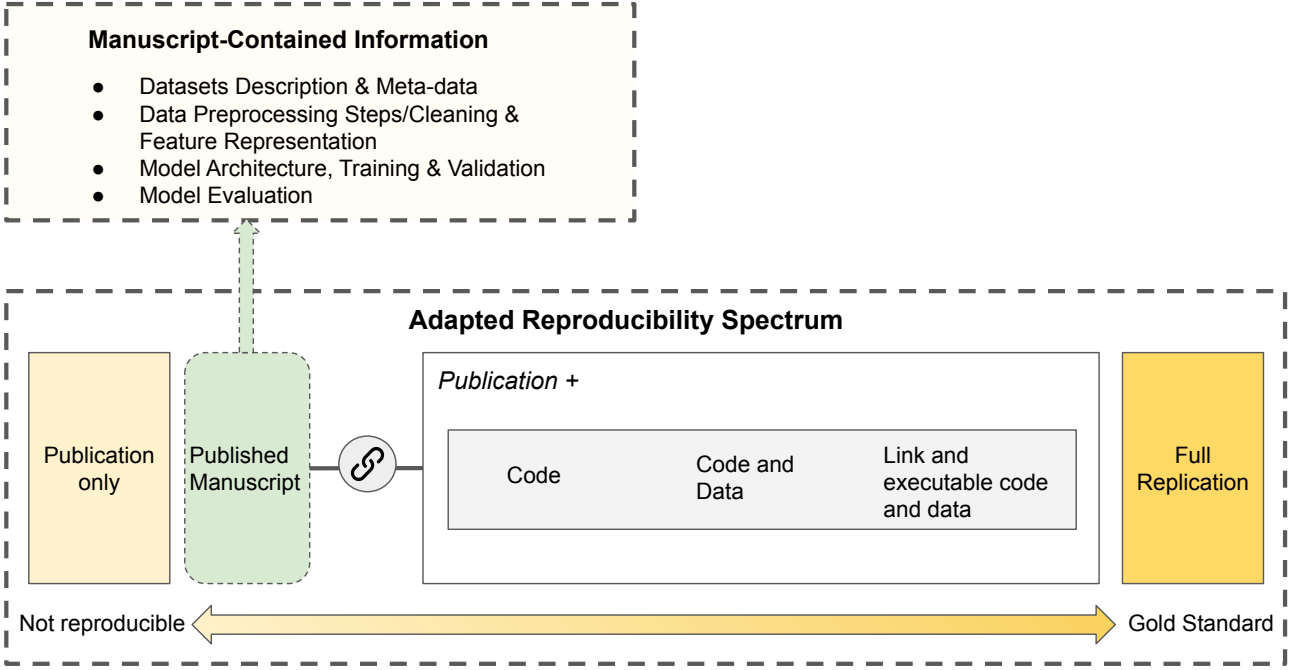 Manuscript-Contained Information
● Datasets Description & Meta-data
● Data Preprocessing Steps/Cleaning &
Feature Representation
● Model Architecture, Training & Validation
● Model Evaluation
Adapted Reproducibility Spectrum
Publication
only
Published
Manuscript
Publication +
Code
Code and
Data
Link and
executable code
and data
Full
Replication
Not reproducible
Gold Standard